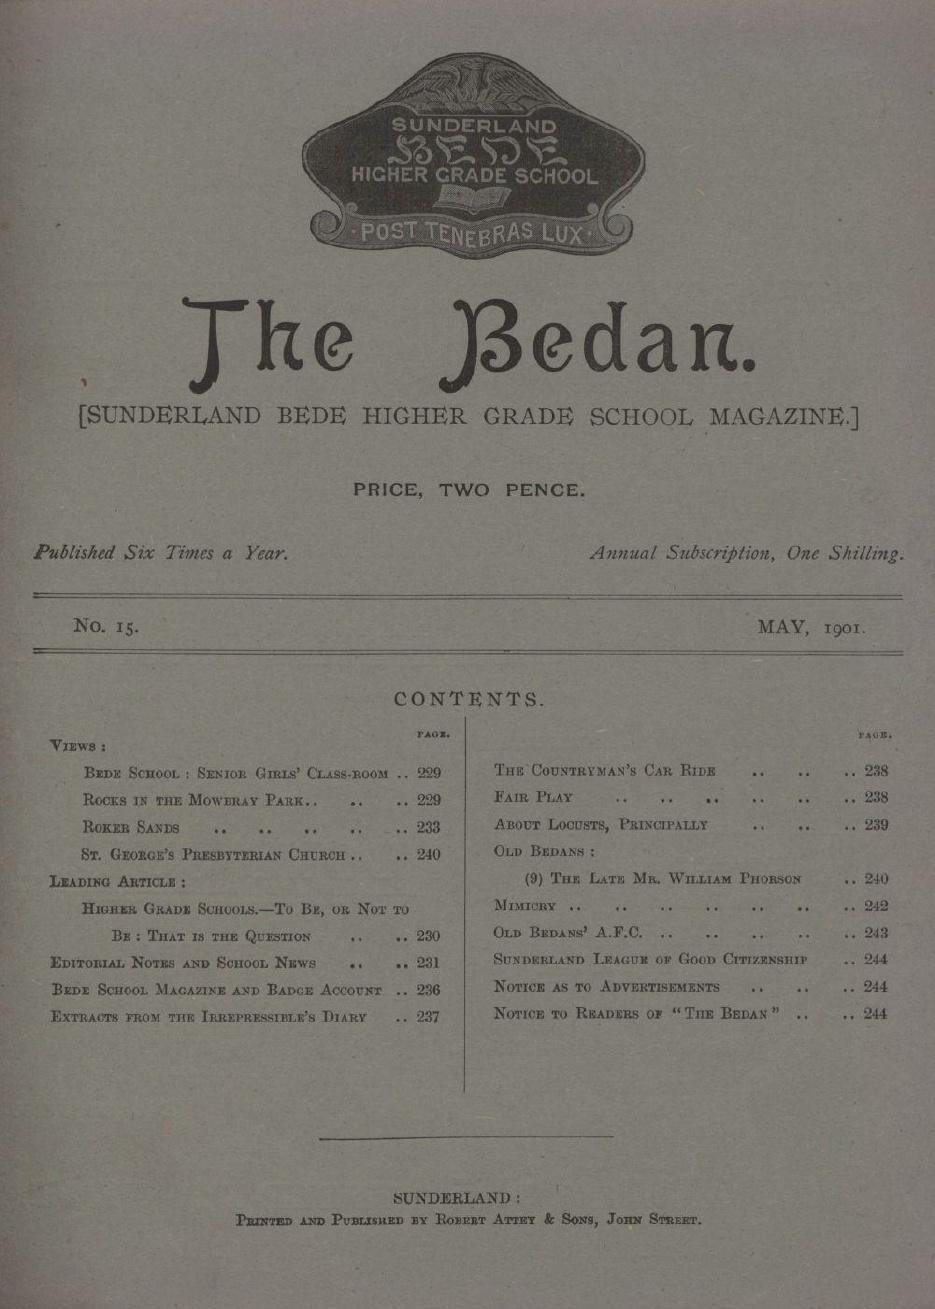 SUNDERLAND
BEDE
HIGHER GRADE SCHOOL
·POST TENEBRAS LUX·
The Bedan.
[SUNDERLAND BEDE HIGHER GRADE SCHOOL MAGAZINE.]
PRICE, TWO PENCE.
Published Six Times a Year.
Annual Subscription, One Shilling.
No. 15.
MAY, 1901.
CONTENTS.
PAGE.
VIEWS :
BEDE SCHOOL : SENIOR GIRLS' CLASS-ROOM .. 229
ROCKS IN THE MOWBRAY PARK.. .. .. 229
ROKER SANDS .. .. .. .. .. 233
ST. GEORGE'S PRESBYTERIAN CHURCH .. .. 240
LEADING ARTICLE :
HIGHER GRADE SCHOOLS.—TO BE, OR NOT TO
BE : THAT IS THE QUESTION .. .. 230
EDITORIAL NOTES AND SCHOOL NEWS .. .. 231
BEDE SCHOOL MAGAZINE AND BADGE ACCOUNT .. 236
EXTRACTS FROM THE IRREPRESSIBLE'S DIARY .. 237
PAGE.
THE COUNTRYMAN'S CAR RIDE .. .. .. 238
FAIR PLAY .. .. .. .. .. .. 238
ABOUT LOCUSTS, PRINCIPALLY .. .. .. 239
OLD BEDANS :
(9) THE LATE MR. WILLIAM PHORSON .. 240
MIMICRY .. .. .. .. .. .. .. 242
OLD BEDANS' A.F.C. .. .. .. .. .. 243
SUNDERLAND LEAGUE OF GOOD CITIZENSHIP .. 244
NOTICE AS TO ADVERTISEMENTS .. .. .. 244
NOTICE TO READERS OF "THE BEDAN" .. .. 244
SUNDERLAND :
PRINTED AND PUBLISHED BY ROBERT ATTEY & SONS, JOHN STREET.